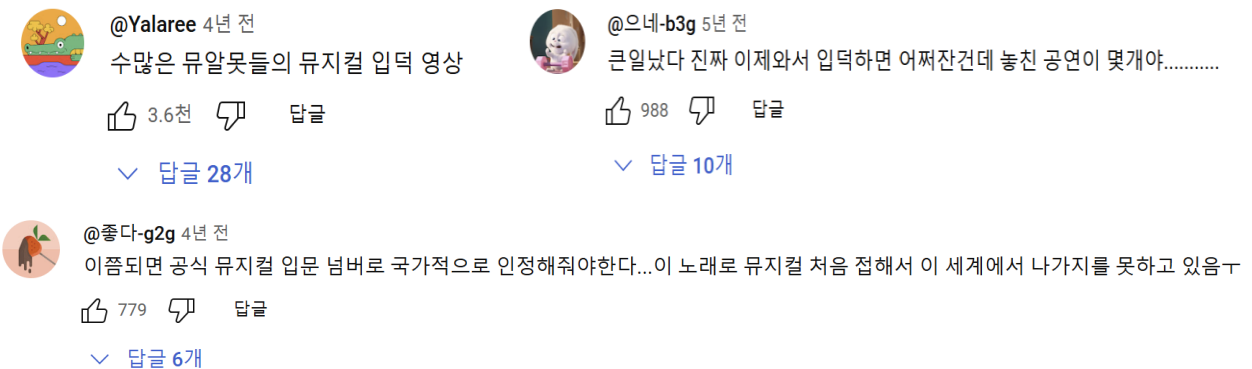 @Yalaree 4년 전
수많은 뮤알못들의 뮤지컬 입덕 영상
3.6천 답글
답글 28개
@으네-b3g 5년 전
큰일났다 진짜 이제와서 입덕하면 어쩌잔건데 놓친 공연이 몇개야...........
988 답글
답글 10개
@좋다-g2g 4년 전
이쯤되면 공식 뮤지컬 입문 넘버로 국가적으로 인정해줘야한다...이 노래로 뮤지컬 처음 접해서 이 세계에서 나가지를 못하고 있음ㅜ
779 답글
답글 6개